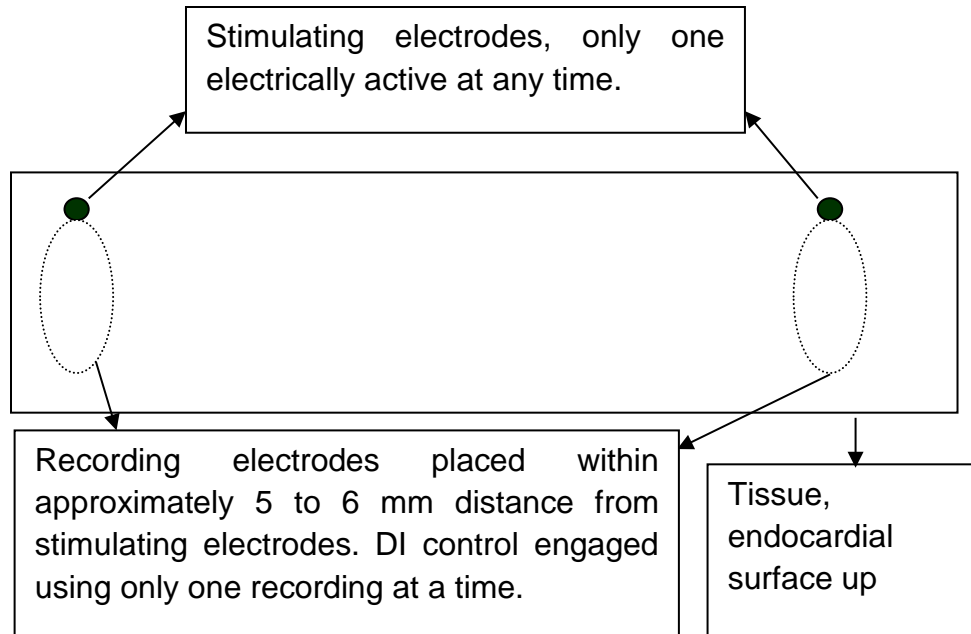 Stimulating electrodes, only one
electrically active at any time.
Recording electrodes placed within
approximately 5 to 6 mm distance from
stimulating electrodes. DI control engaged
using only one recording at a time.
Tissue,
endocardial
surface up